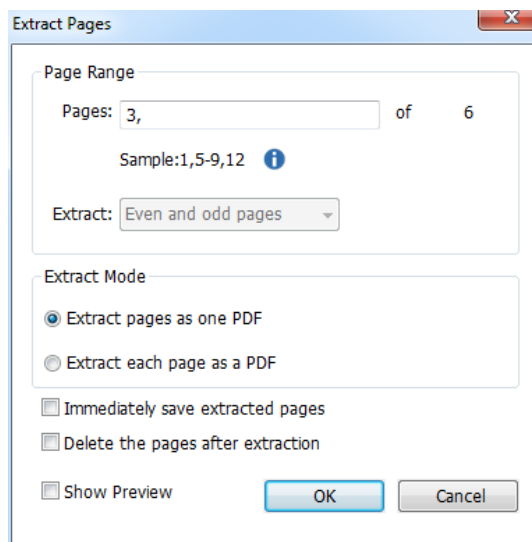 Extract Pages
Page Range
Pages: 3, of 6
Sample:1,5-9,12
Extract: Even and odd pages
Extract Mode
Extract pages as one PDF
Extract each page as a PDF
Immediately save extracted pages
Delete the pages after extraction
Show Preview OK Cancel